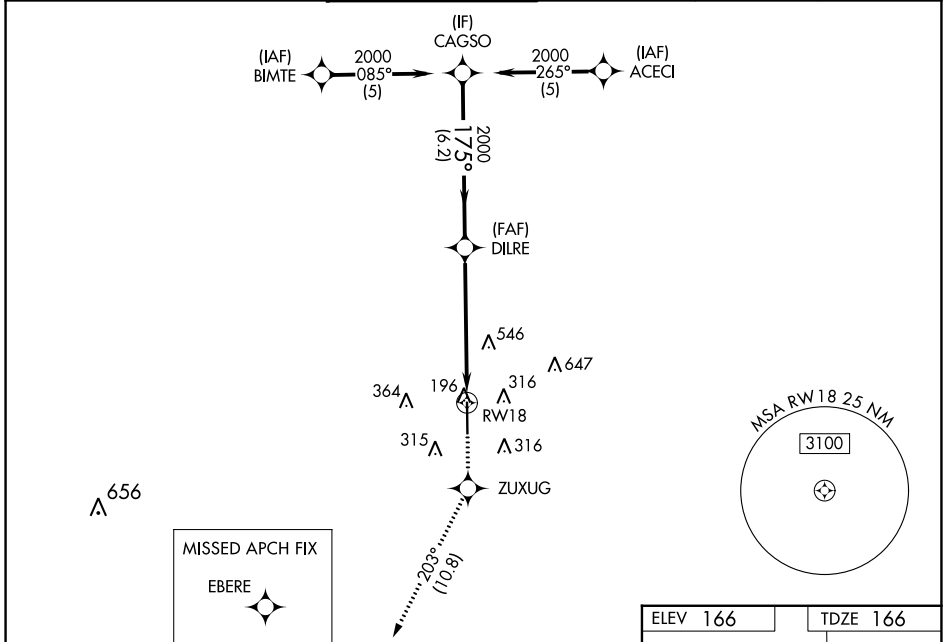 (IF)
CAGSO
(IAF)
BIMTE
2000
085°
(5)
2000
265°
(5)
(IAF)
ACECI
2000
175°
(6.2)
(FAF)
DILRE
546
647
364
196
316
RW18
315
316
ZUXUG
656
203°
(10.8)
MSA RW18 25 NM
3100
MISSED APCH FIX
EBERE
ELEV 166
TDZE 166